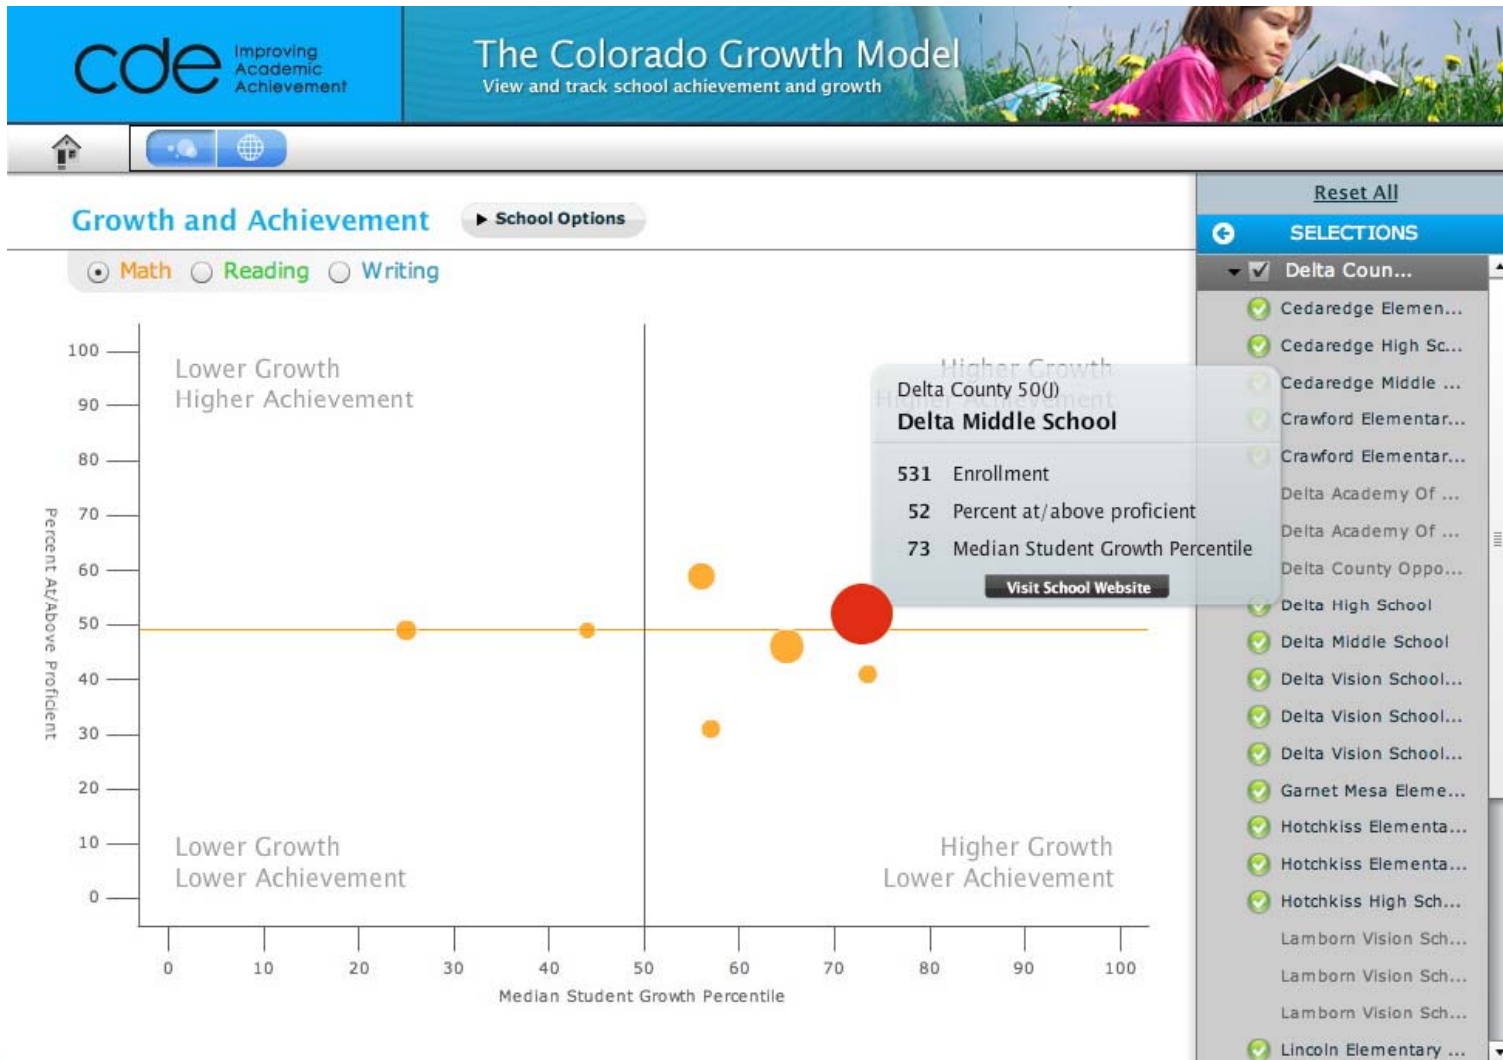 cde
Improving
Academic
Achievement
The Colorado Growth Model
View and track school achievement and growth
Growth and Achievement
School Options
Math
Reading
Writing
Reset All
SELECTIONS
Delta Coun...
Cedaredge Elemen...
Cedaredge High Sc...
Cedaredge Middle ...
Crawford Elementar...
Crawford Elementar...
Delta Academy Of ...
Delta Academy Of ...
Delta County Oppo...
Delta High School
Delta Middle School
Delta Vision School...
Delta Vision School...
Delta Vision School...
Garnet Mesa Eleme...
Hotchkiss Elementa...
Hotchkiss Elementa...
Hotchkiss High Sch...
Lamborn Vision Sch...
Lamborn Vision Sch...
Lamborn Vision Sch...
Lincoln Elementary ...
Lower Growth
Higher Achievement
Higher Growth
Higher Achievement
Delta County 50(J)
Delta Middle School
531 Enrollment
52 Percent at/above proficient
73 Median Student Growth Percentile
Visit School Website
Lower Growth
Lower Achievement
Higher Growth
Lower Achievement
Percent At/Above Proficient
100
90
80
70
60
50
40
30
20
10
0
0 10 20 30 40 50 60 70 80 90 100
Median Student Growth Percentile